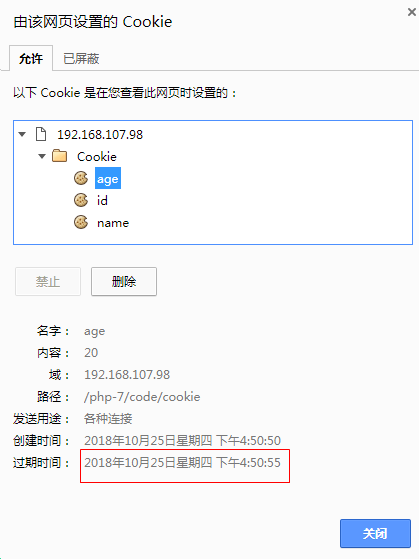 由该网页设置的 Cookie
允许 已屏蔽
以下 Cookie 是在您查看此网页时设置的：
192.168.107.98
Cookie
age
id
name
禁止 删除
名字： age
内容： 20
域： 192.168.107.98
路径： /php-7/code/cookie
发送用途： 各种连接
创建时间： 2018年10月25日星期四 下午4:50:50
过期时间： 2018年10月25日星期四 下午4:50:55
关闭